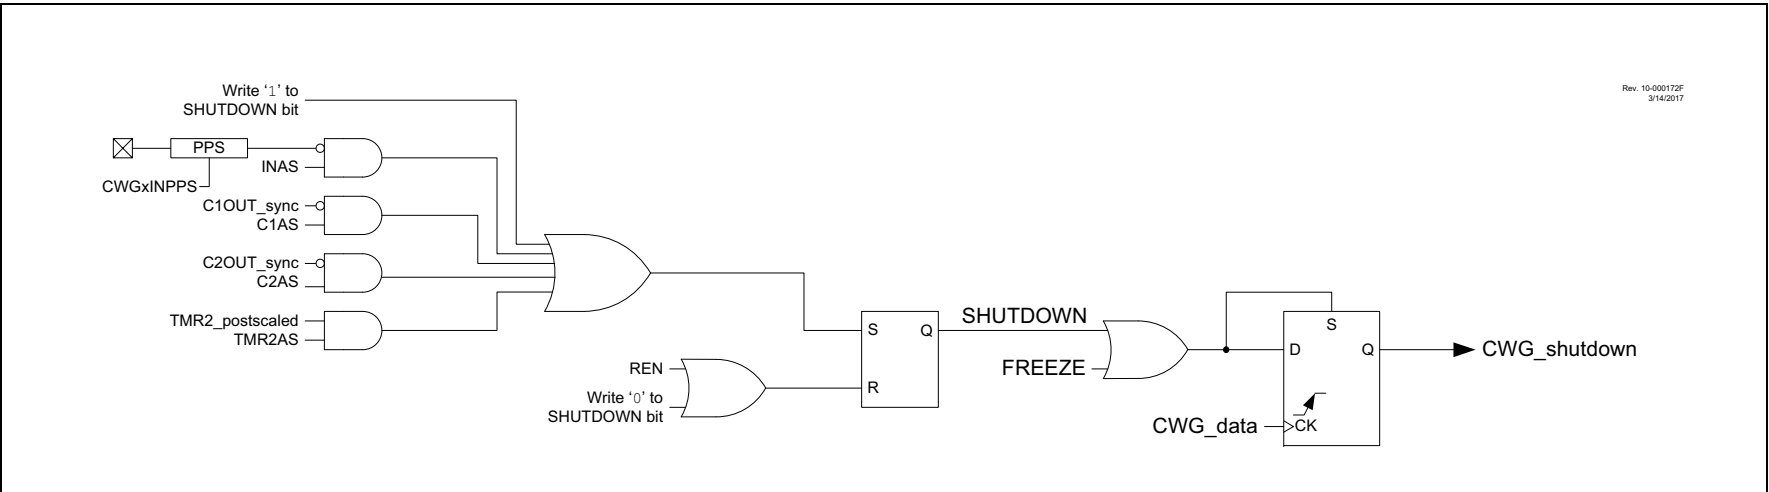 Rev. 10-000172F
3/14/2017
Write ‘1’ to
SHUTDOWN bit
PPS
INAS
CWGxINPPS
C1OUT_sync
C1AS
C2OUT_sync
C2AS
TMR2_postscaled
TMR2AS
REN
Write ‘0’ to
SHUTDOWN bit
S
Q
R
SHUTDOWN
FREEZE
S
D
Q
CK
CWG_data
CWG_shutdown